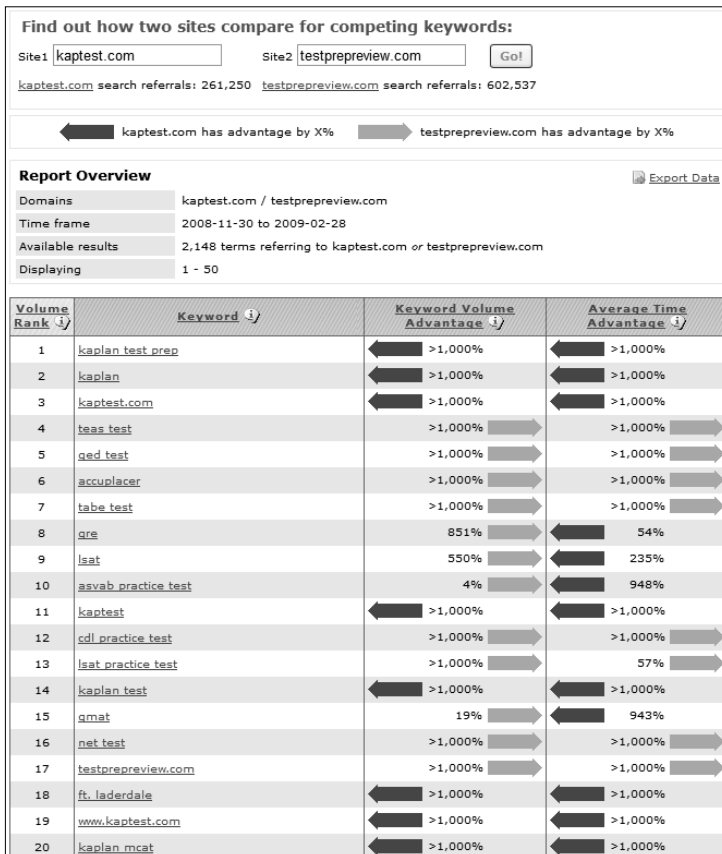 Find out how two sites compare for competing keywords:
Site1 kaptest.com Site2 testprepreview.com Go!
kaptest.com search referrals: 261,250 testprepreview.com search referrals: 602,537
kaptest.com has advantage by X% testprepreview.com has advantage by X%
Report Overview Export Data
Domains kaptest.com / testprepreview.com
Time frame 2008-11-30 to 2009-02-28
Available results 2,148 terms referring to kaptest.com or testprepreview.com
Displaying 1 - 50
Volume Rank Keyword Keyword Volume Advantage Average Time Advantage
1 kaplan test prep >1,000% >1,000%
2 kaplan >1,000% >1,000%
3 kaptest.com >1,000% >1,000%
4 teas test >1,000% >1,000%
5 ged test >1,000% >1,000%
6 accuplacer >1,000% >1,000%
7 tabe test >1,000% >1,000%
8 gre 851% 54%
9 lsat 550% 235%
10 asvab practice test 4% 948%
11 kaptest >1,000% >1,000%
12 cdl practice test >1,000% >1,000%
13 lsat practice test >1,000% 57%
14 kaplan test >1,000% >1,000%
15 gmat 19% 943%
16 net test >1,000% >1,000%
17 testprepreview.com >1,000% >1,000%
18 ft. laderdale >1,000% >1,000%
19 www.kaptest.com >1,000% >1,000%
20 kaplan mcat >1,000% >1,000%